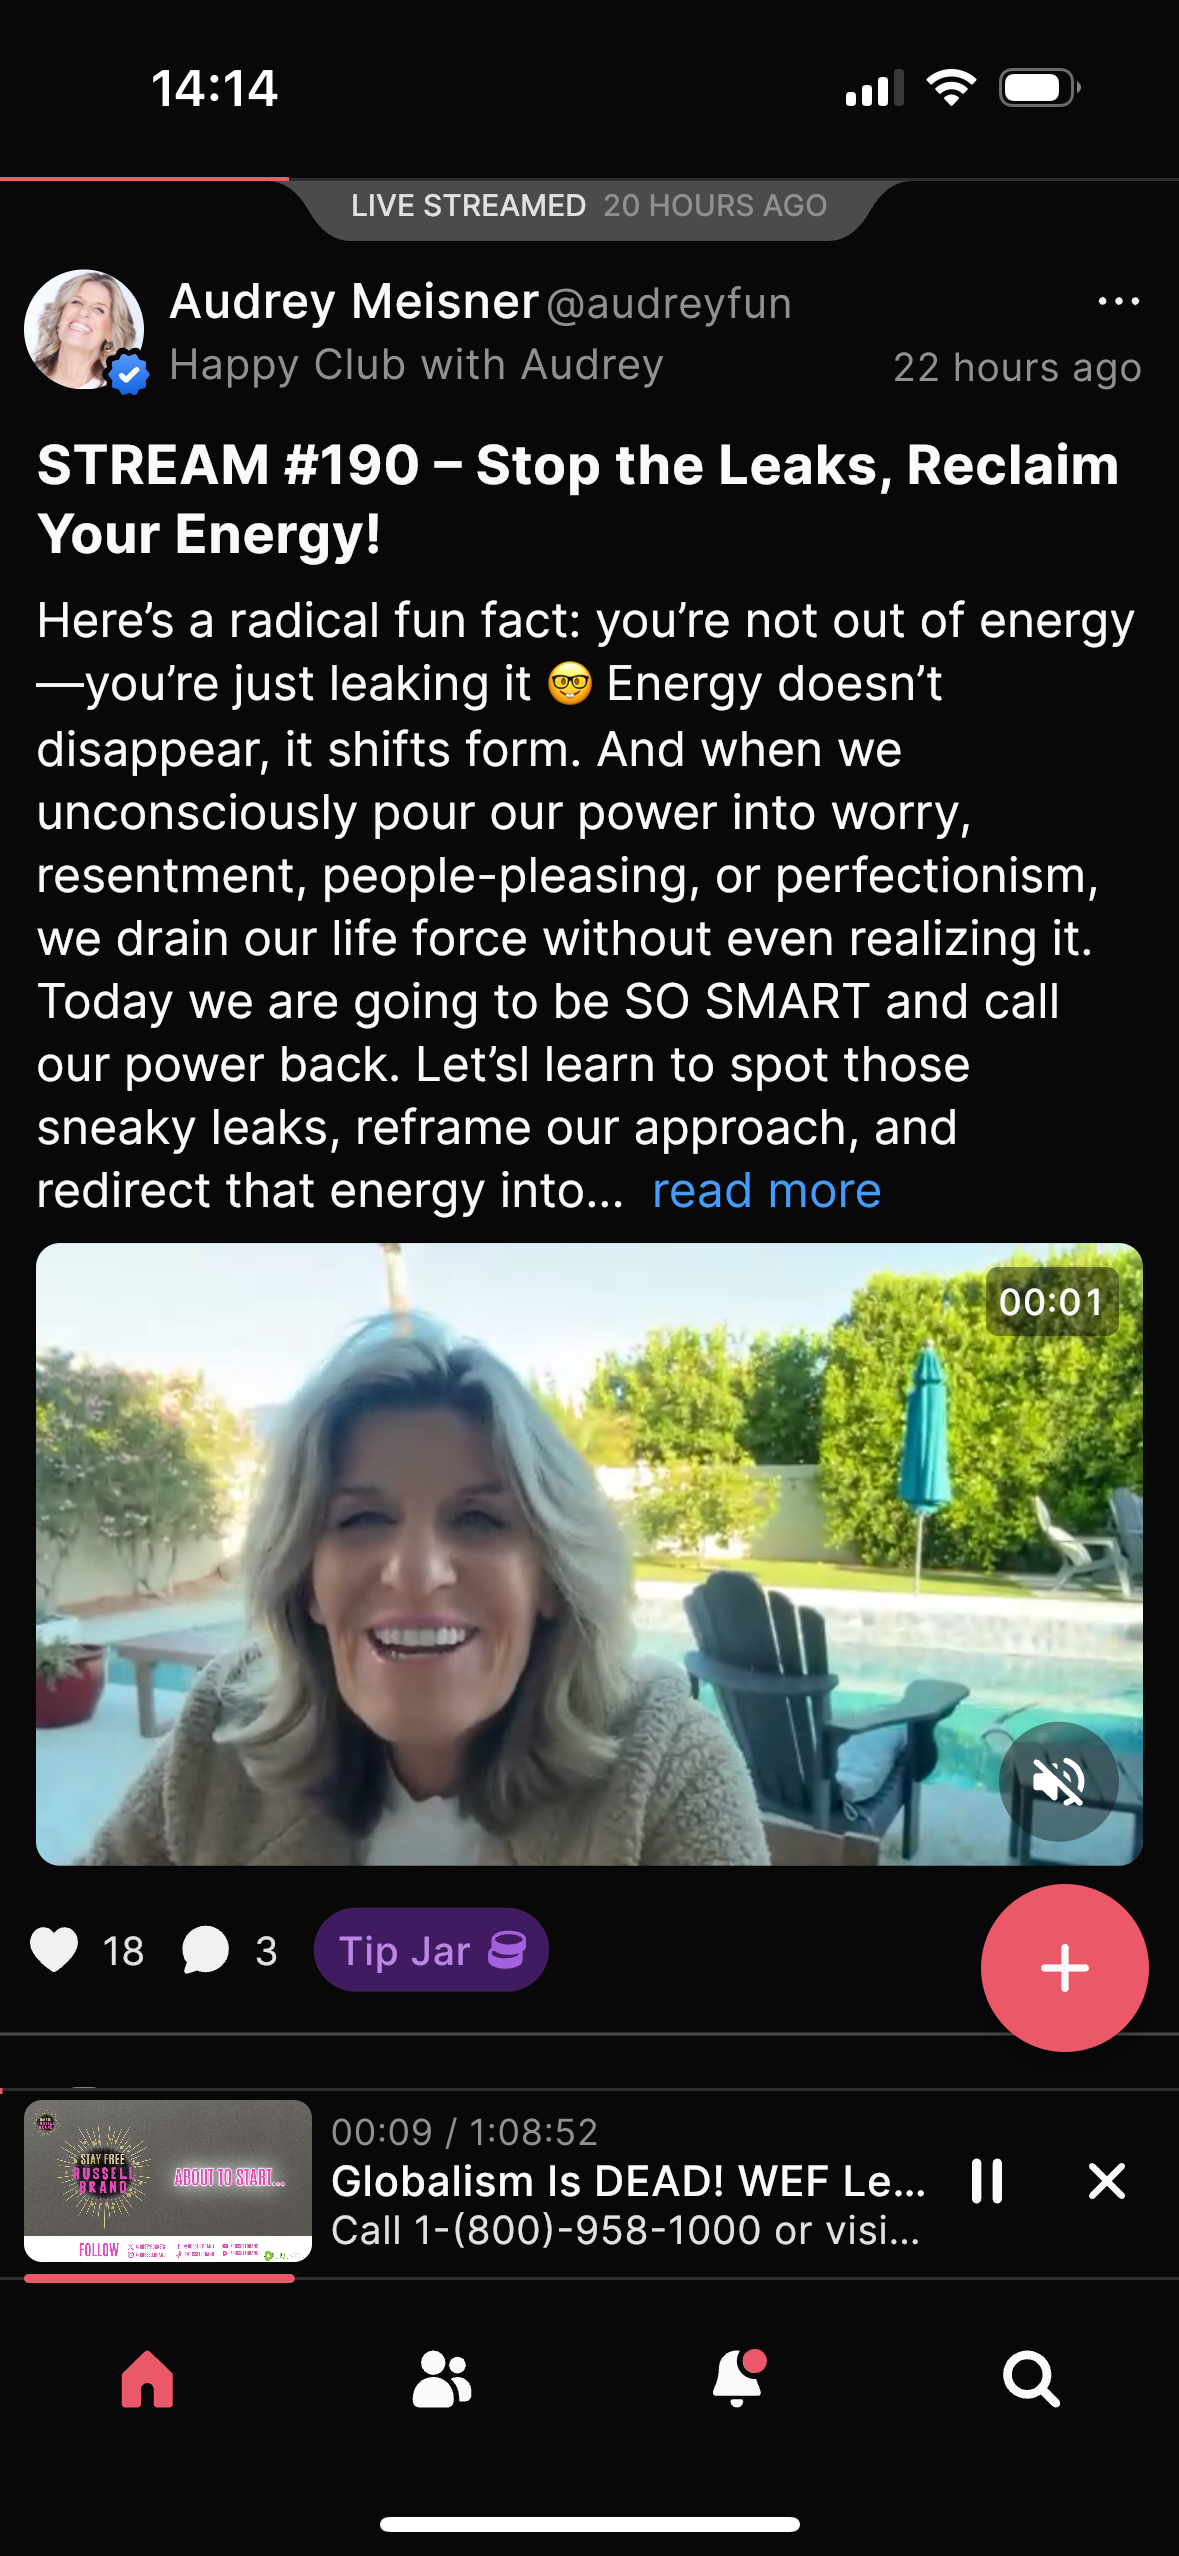 14:14
LIVE STREAMED 20 HOURS AGO
Audrey Meisner @audreyfun
Happy Club with Audrey
22 hours ago
STREAM #190 – Stop the Leaks, Reclaim
Your Energy!
Here’s a radical fun fact: you’re not out of energy
—you’re just leaking it 🤓 Energy doesn’t
disappear, it shifts form. And when we
unconsciously pour our power into worry,
resentment, people-pleasing, or perfectionism,
we drain our life force without even realizing it.
Today we are going to be SO SMART and call
our power back. Let’sl learn to spot those
sneaky leaks, reframe our approach, and
redirect that energy into... read more
00:01
18
3
Tip Jar
STAY FREE
RUSSELL
BRAND
ABOUT TO START...
FOLLOW
00:09 / 1:08:52
Globalism Is DEAD! WEF Le...
Call 1-(800)-958-1000 or visi...